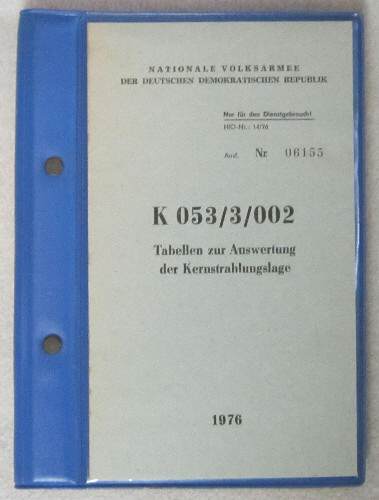 NATIONALE VOLKSARMEE
DER DEUTSCHEN DEMOKRATISCHEN REPUBLIK
Nur für den Dienstgebrauch!
Ausf. Nr 06155
K 053/3/002
Tabellen zur Auswertung
der Kernstrahlungslage
1976